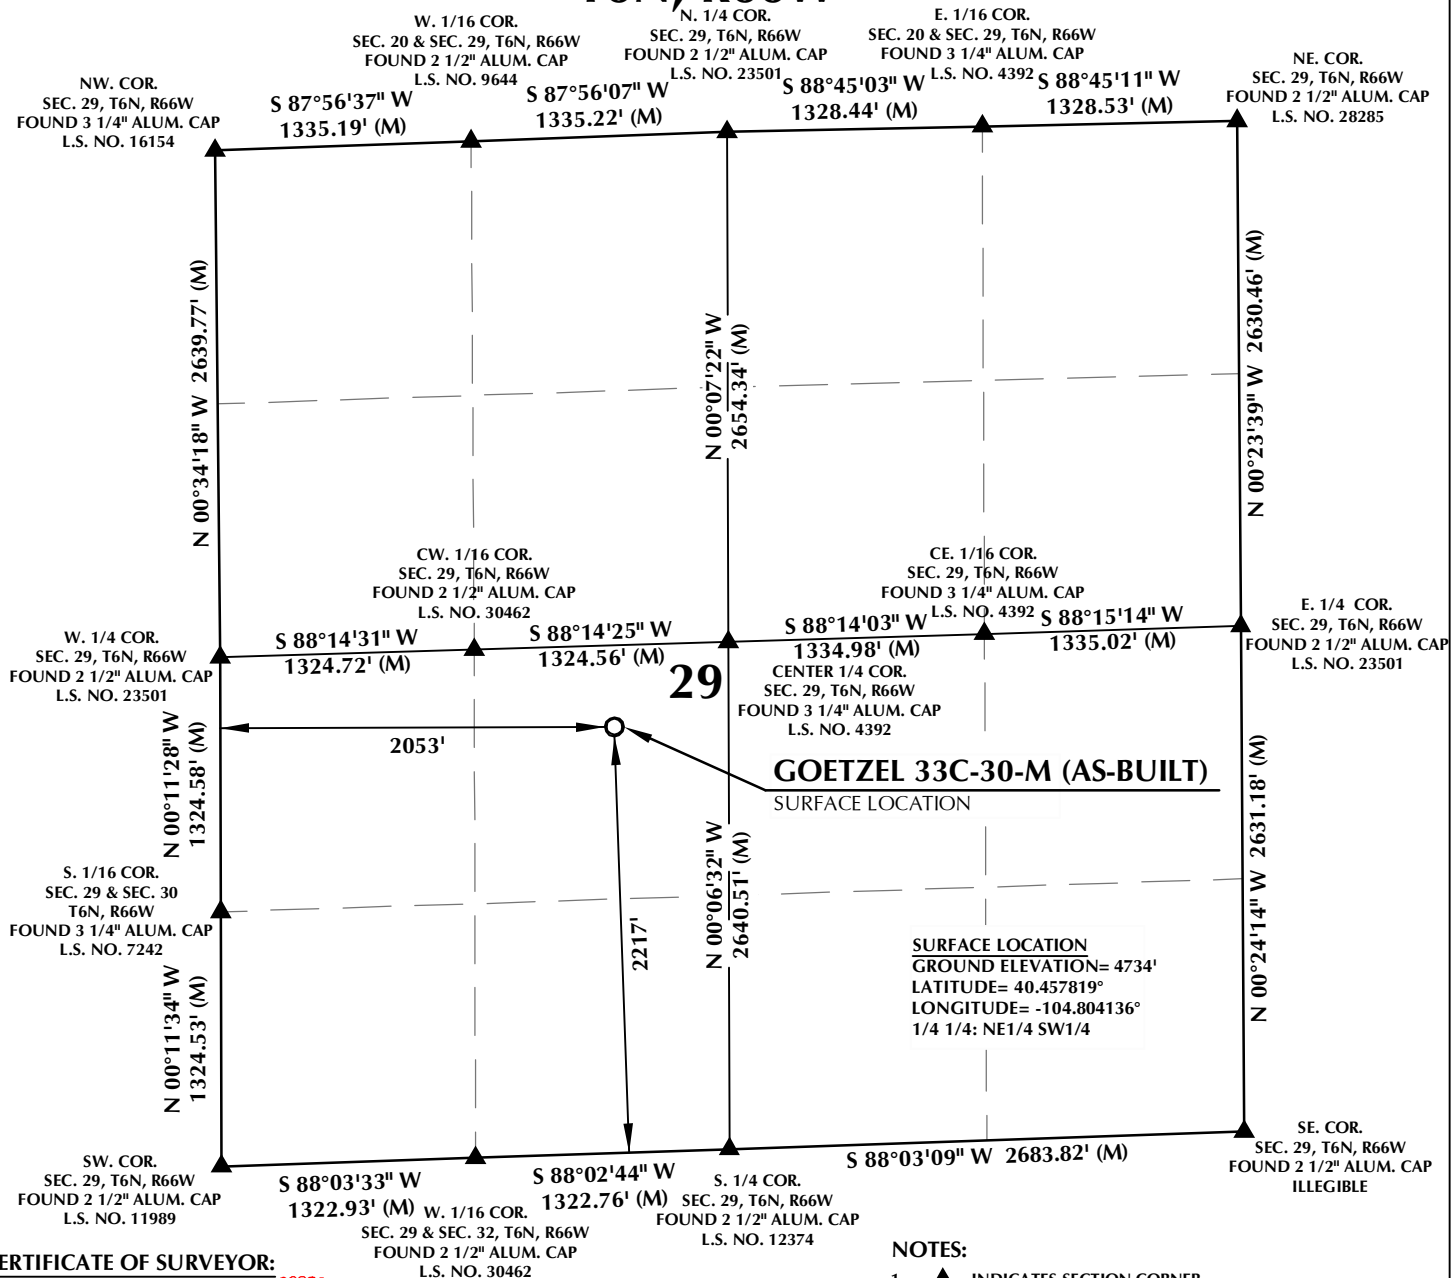 T6N, R66W
W. 1/16 COR.
SEC. 20 & SEC. 29, T6N, R66W
FOUND 2 1/2" ALUM. CAP
L.S. NO. 9644
N. 1/4 COR.
SEC. 29, T6N, R66W
FOUND 2 1/2" ALUM. CAP
L.S. NO. 23501
E. 1/16 COR.
SEC. 20 & SEC. 29, T6N, R66W
FOUND 3 1/4" ALUM. CAP
L.S. NO. 4392
NE. COR.
SEC. 29, T6N, R66W
FOUND 2 1/2" ALUM. CAP
L.S. NO. 28285
NW. COR.
SEC. 29, T6N, R66W
FOUND 3 1/4" ALUM. CAP
L.S. NO. 16154
S 87°56'37" W
1335.19' (M)
S 87°56'07" W
1335.22' (M)
S 88°45'03" W
1328.44' (M)
S 88°45'11" W
1328.53' (M)
N 00°34'18" W 2639.77' (M)
N 00°07'22" W
2654.34' (M)
N 00°23'39" W 2630.46' (M)
CW. 1/16 COR.
SEC. 29, T6N, R66W
FOUND 2 1/2" ALUM. CAP
L.S. NO. 30462
CE. 1/16 COR.
SEC. 29, T6N, R66W
FOUND 3 1/4" ALUM. CAP
L.S. NO. 4392
W. 1/4 COR.
SEC. 29, T6N, R66W
FOUND 2 1/2" ALUM. CAP
L.S. NO. 23501
S 88°14'31" W
1324.72' (M)
S 88°14'25" W
1324.56' (M)
S 88°14'03" W
1334.98' (M)
S 88°15'14" W
1335.02' (M)
E. 1/4 COR.
SEC. 29, T6N, R66W
FOUND 2 1/2" ALUM. CAP
L.S. NO. 23501
29
CENTER 1/4 COR.
SEC. 29, T6N, R66W
FOUND 3 1/4" ALUM. CAP
L.S. NO. 4392
2053'
GOETZEL 33C-30-M (AS-BUILT)
SURFACE LOCATION
N 00°11'28" W
1324.58' (M)
S. 1/16 COR.
SEC. 29 & SEC. 30
T6N, R66W
FOUND 3 1/4" ALUM. CAP
L.S. NO. 7242
2217'
N 00°06'32" W
2640.51' (M)
N 00°24'14" W 2631.18' (M)
SURFACE LOCATION
GROUND ELEVATION= 4734'
LATITUDE= 40.457819°
LONGITUDE= -104.804136°
1/4 1/4: NE1/4 SW1/4
N 00°11'34" W
1324.53' (M)
SW. COR.
SEC. 29, T6N, R66W
FOUND 2 1/2" ALUM. CAP
L.S. NO. 11989
S 88°03'33" W
1322.93' (M)
W. 1/16 COR.
SEC. 29 & SEC. 32, T6N, R66W
FOUND 2 1/2" ALUM. CAP
L.S. NO. 30462
S 88°02'44" W
1322.76' (M)
S. 1/4 COR.
SEC. 29, T6N, R66W
FOUND 2 1/2" ALUM. CAP
L.S. NO. 12374
S 88°03'09" W 2683.82' (M)
SE. COR.
SEC. 29, T6N, R66W
FOUND 2 1/2" ALUM. CAP
ILLEGIBLE
ERTIFICATE OF SURVEYOR:
NOTES:
INDICATES SECTION CORNER